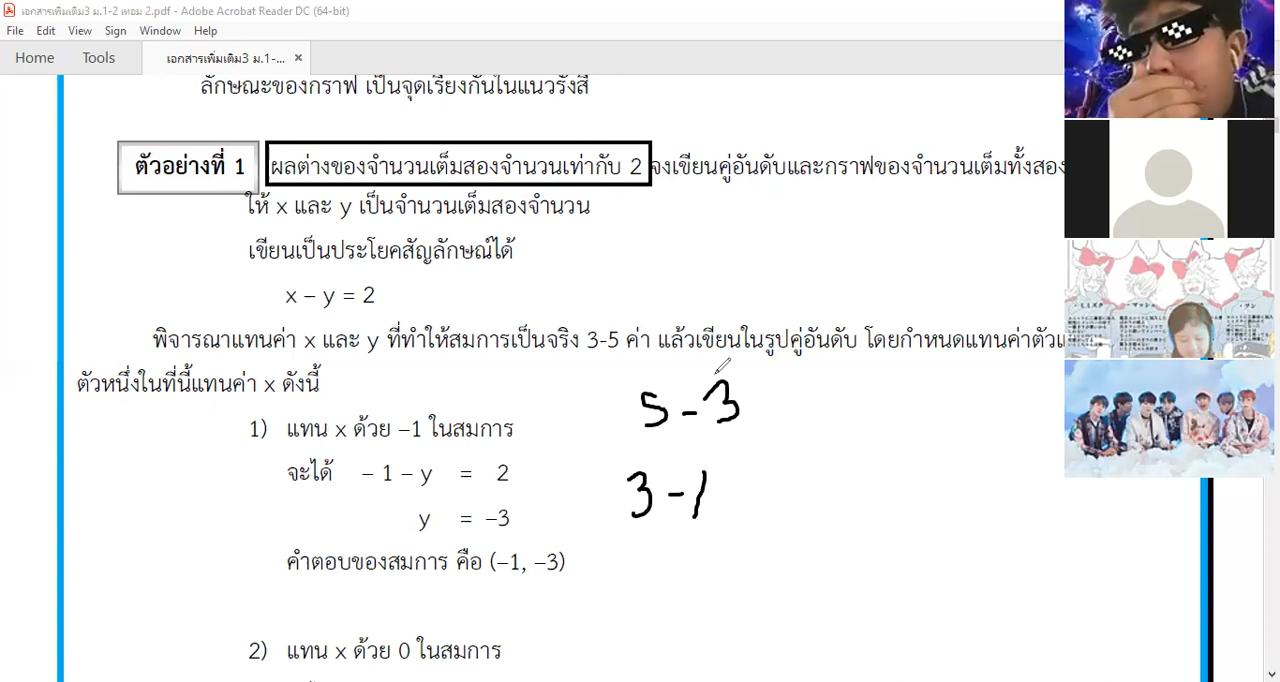 เอกสารเพิ่มเติม3 ม.1-2 เทอม 2.pdf - Adobe Acrobat Reader DC (64-bit)
File Edit View Sign Window Help
Home Tools เอกสารเพิ่มเติม3 ม.1-... ×
ลักษณะของกราฟ เป็นจุดเรียงกันในแนวรังสี
ตัวอย่างที่ 1 ผลต่างของจำนวนเต็มสองจำนวนเท่ากับ 2 จงเขียนคู่อันดับและกราฟของจำนวนเต็มทั้งสอง
ให้ x และ y เป็นจำนวนเต็มสองจำนวน
เขียนเป็นประโยคสัญลักษณ์ได้
x – y = 2
พิจารณาแทนค่า x และ y ที่ทำให้สมการเป็นจริง 3-5 ค่า แล้วเขียนในรูปคู่อันดับ โดยกำหนดแทนค่าตัวแ
ตัวหนึ่งในที่นี้แทนค่า x ดังนี้
5 - 3
1) แทน x ด้วย –1 ในสมการ
จะได้ – 1 – y = 2
3 - 1
y = –3
คำตอบของสมการ คือ (–1, –3)
2) แทน x ด้วย 0 ในสมการ